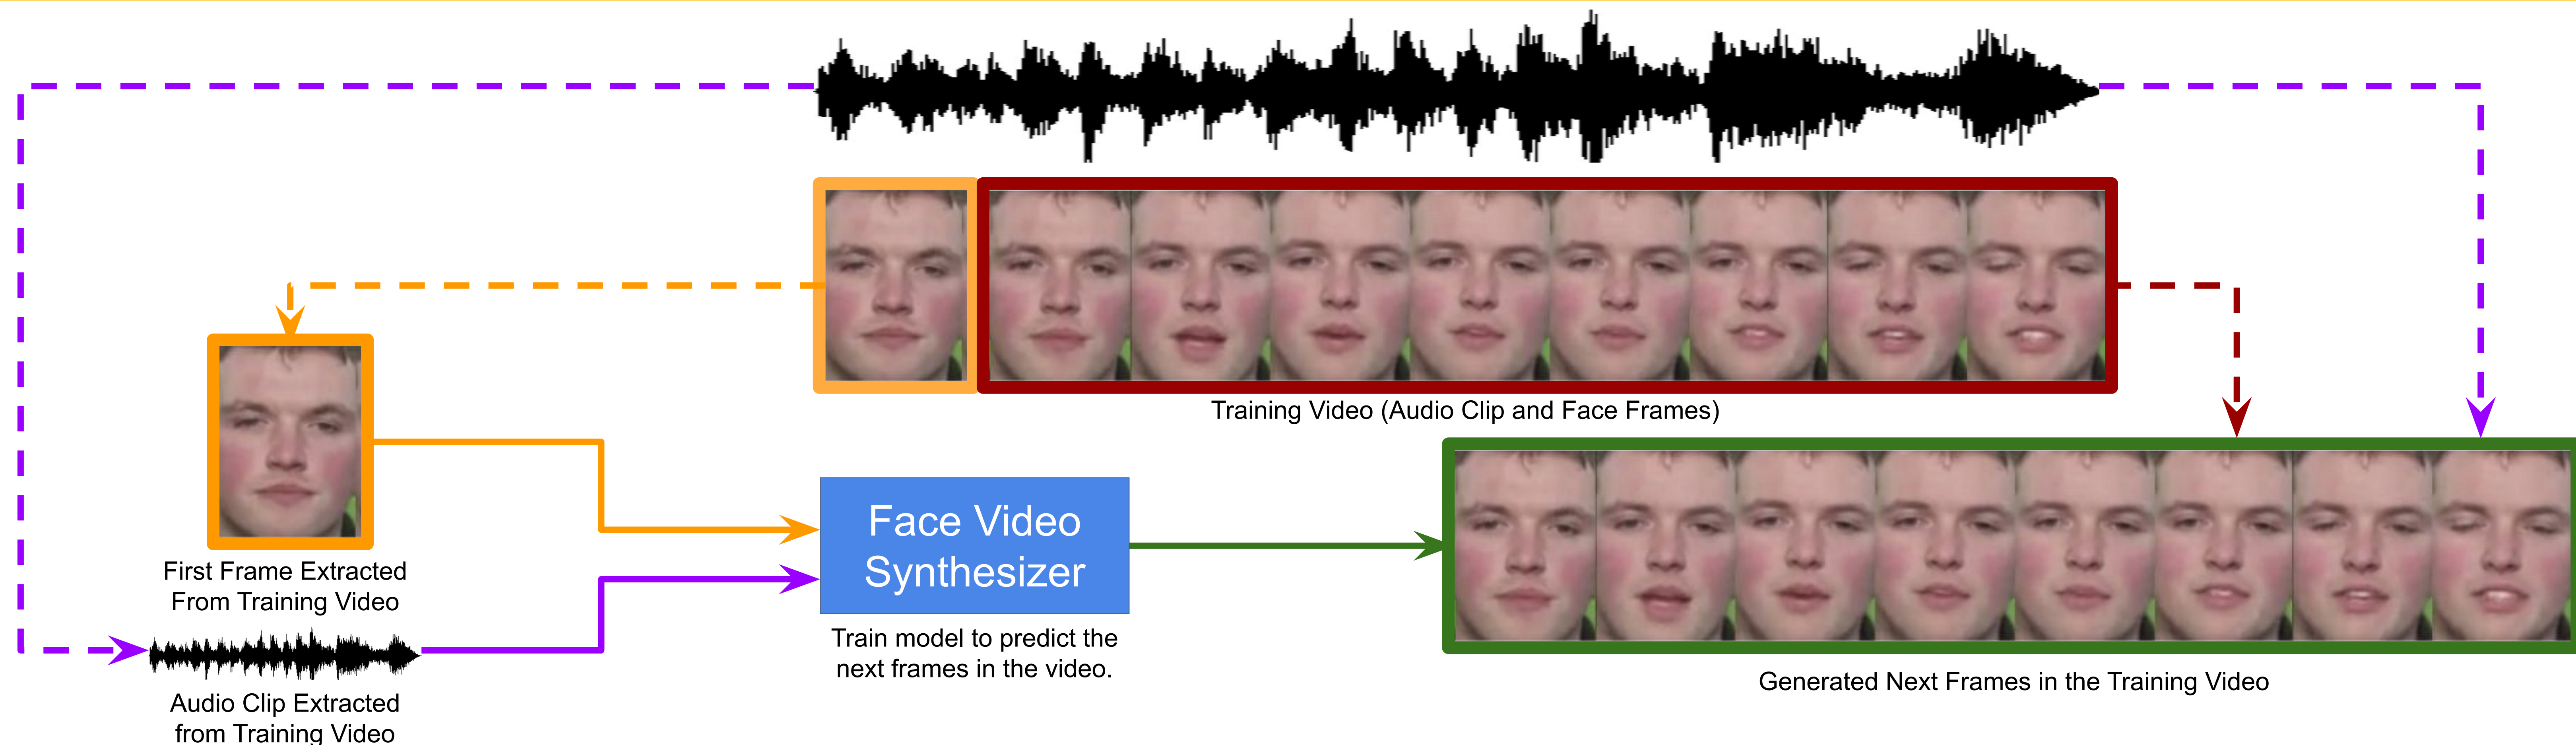 Training Video (Audio Clip and Face Frames)
First Frame Extracted
From Training Video
Face Video
Synthesizer
Train model to predict the
next frames in the video.
Generated Next Frames in the Training Video
Audio Clip Extracted
from Training Video